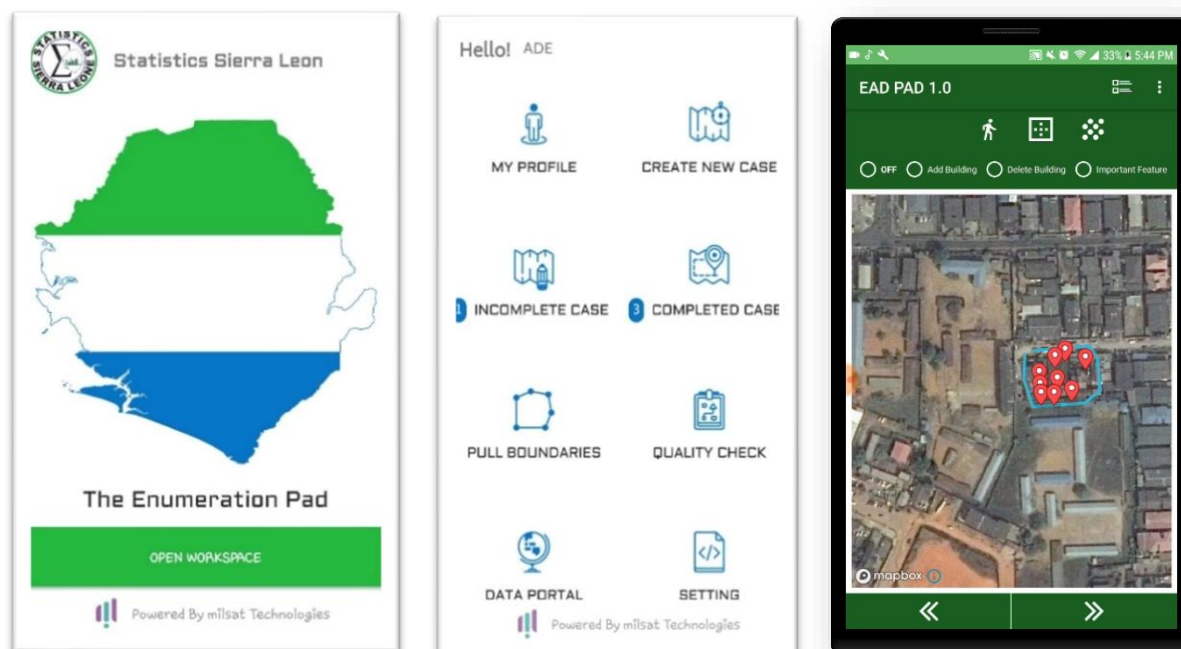 STATISTICS
SIERRA LEONE
Statistics Sierra Leon
The Enumeration Pad
OPEN WORKSPACE
Powered By milsat Technologies
Hello! ADE
MY PROFILE
CREATE NEW CASE
1 INCOMPLETE CASE
3 COMPLETED CASE
PULL BOUNDARIES
QUALITY CHECK
DATA PORTAL
SETTING
Powered By milsat Technologies
33% 5:44 PM
EAD PAD 1.0
OFF Add Building Delete Building Important Feature
mapbox